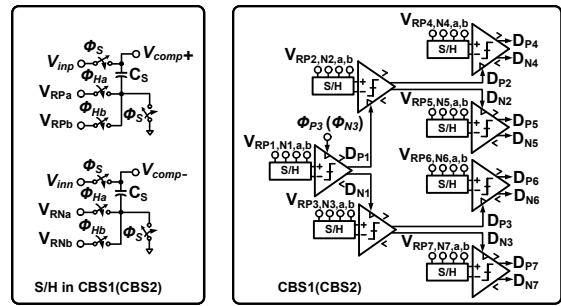 ΦS
Vinp
Vcomp+
ΦHa
CS
VRPa
ΦHb
ΦS
VRPb
ΦS
Vinn
Vcomp-
ΦHa
CS
VRNa
ΦHb
ΦS
VRNb
S/H in CBS1(CBS2)
VRP4,N4,a,b
S/H
DP4
DN4
VRP2,N2,a,b
S/H
DP2
DN2
VRP5,N5,a,b
S/H
DP5
DN5
ΦP3 (ΦN3)
VRP1,N1,a,b
S/H
DP1
DN1
VRP6,N6,a,b
S/H
DP6
DN6
VRP3,N3,a,b
S/H
DP3
DN3
VRP7,N7,a,b
S/H
DP7
DN7
CBS1(CBS2)